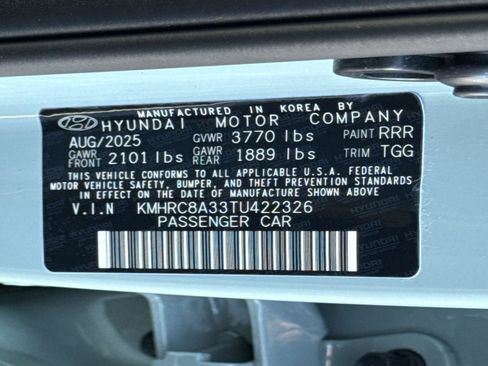 MANUFACTURED IN KOREA BY
HYUNDAI MOTOR COMPANY
AUG/2025 GVWR 3770 lbs PAINT RRR
GAWR FRONT 2101 lbs GAWR REAR 1889 lbs TRIM TGG
THIS VEHICLE CONFORMS TO ALL APPLICABLE U.S.A. FEDERAL
MOTOR VEHICLE SAFETY, BUMPER, AND THEFT PREVENTION STANDARDS
IN EFFECT ON THE DATE OF MANUFACTURE SHOWN ABOVE
V.I.N KMHRC8A33TU422326
PASSENGER CAR